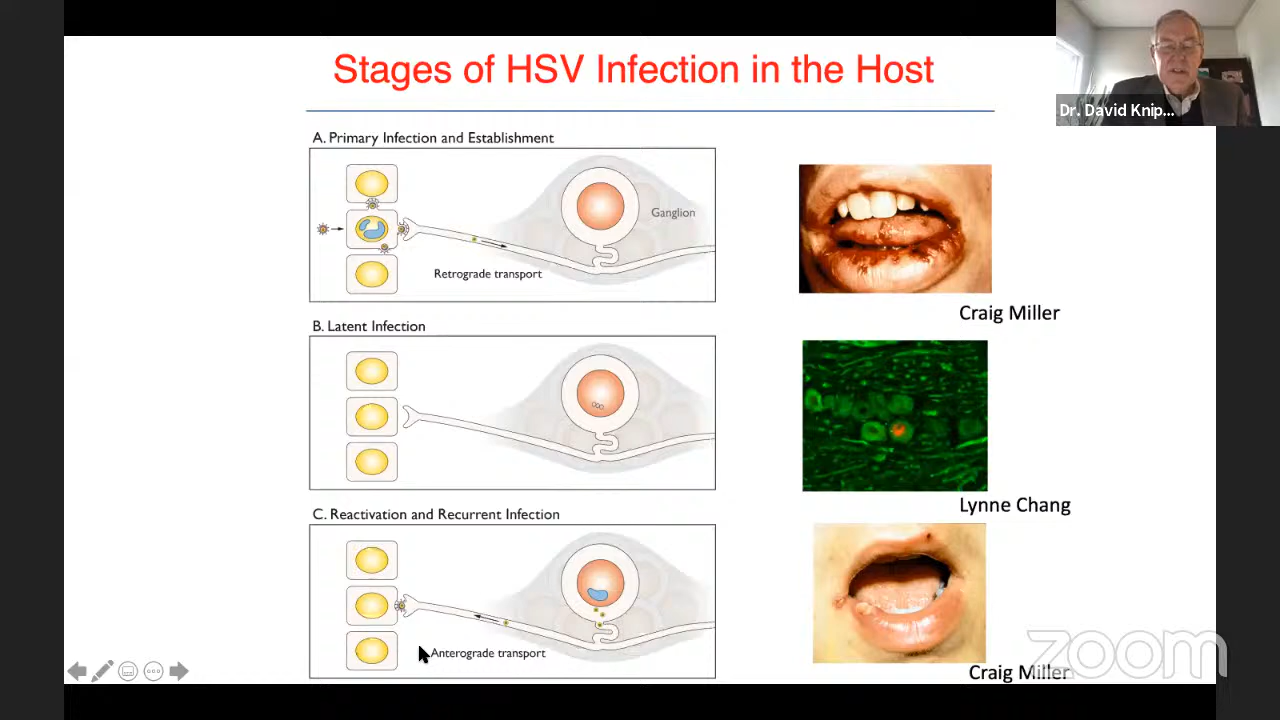 Stages of HSV Infection in the Host
Dr. David Knip...
A. Primary Infection and Establishment
Ganglion
Retrograde transport
Craig Miller
B. Latent Infection
Lynne Chang
C. Reactivation and Recurrent Infection
Anterograde transport
Craig Miller
zoom